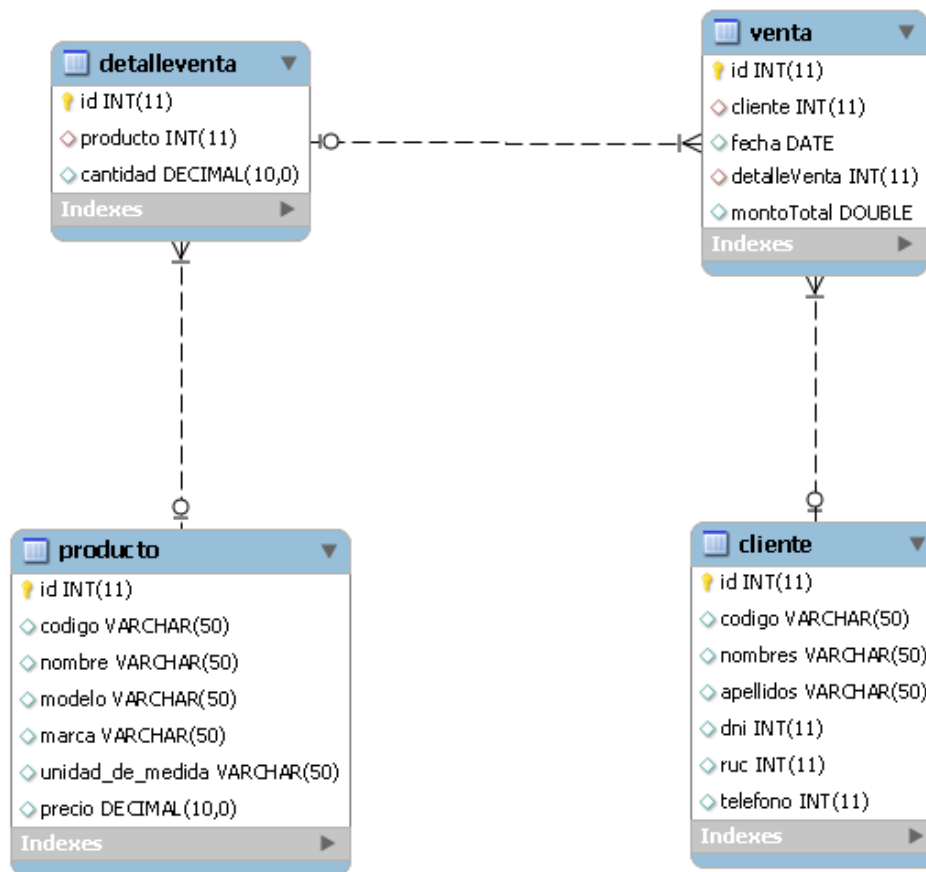 detalleventa
id INT(11)
producto INT(11)
cantidad DECIMAL(10,0)
Indexes
venta
id INT(11)
cliente INT(11)
fecha DATE
detalleVenta INT(11)
montoTotal DOUBLE
Indexes
producto
id INT(11)
codigo VARCHAR(50)
nombre VARCHAR(50)
modelo VARCHAR(50)
marca VARCHAR(50)
unidad_de_medida VARCHAR(50)
precio DECIMAL(10,0)
Indexes
cliente
id INT(11)
codigo VARCHAR(50)
nombres VARCHAR(50)
apellidos VARCHAR(50)
dni INT(11)
ruc INT(11)
telefono INT(11)
Indexes